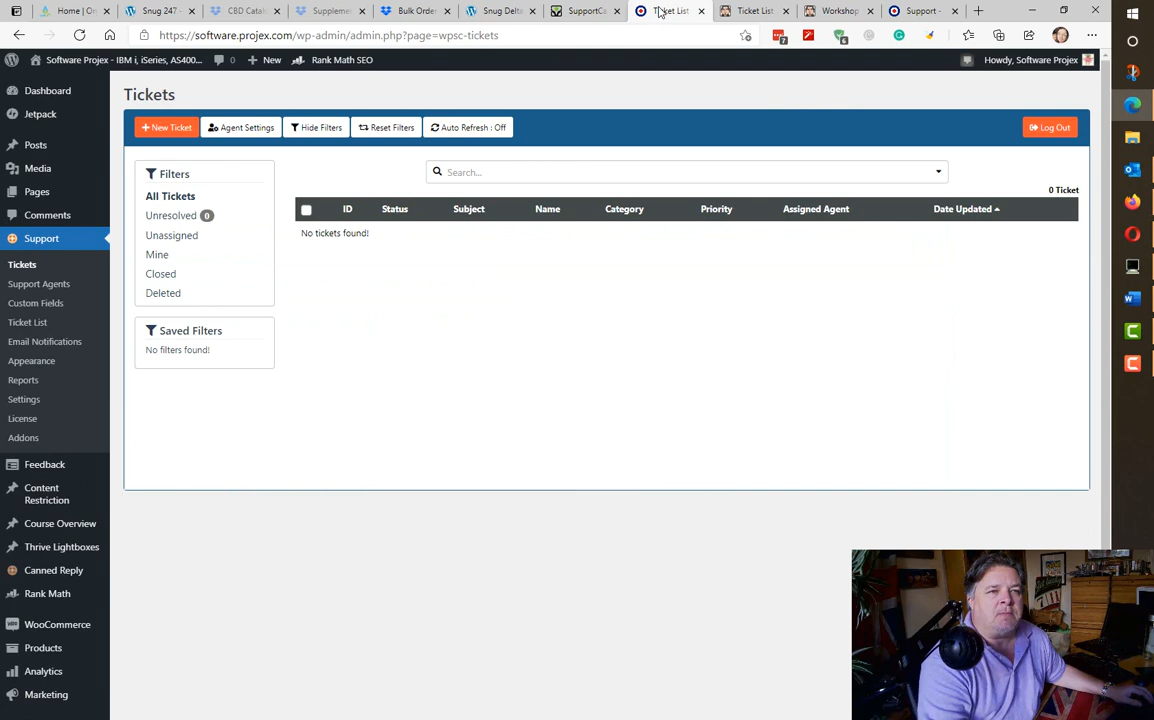 Home | On
Snug 247 -
CBD Catal
Supplemen
Bulk Order
Snug Delta
SupportCa
Ticket List
Ticket List
Workshop
Support -
https://software.projex.com/wp-admin/admin.php?page=wpsc-tickets
Software Projex - IBM i, iSeries, AS400...
0
New
Rank Math SEO
Howdy, Software Projex
Dashboard
Jetpack
Posts
Media
Pages
Comments
Support
Tickets
Support Agents
Custom Fields
Ticket List
Email Notifications
Appearance
Reports
Settings
License
Addons
Feedback
Content
Restriction
Course Overview
Thrive Lightboxes
Canned Reply
Rank Math
WooCommerce
Products
Analytics
Marketing
Tickets
+ New Ticket
Agent Settings
Hide Filters
Reset Filters
Auto Refresh : Off
Log Out
Filters
All Tickets
Unresolved 0
Unassigned
Mine
Closed
Deleted
Saved Filters
No filters found!
Search...
0 Ticket
ID Status Subject Name Category Priority Assigned Agent Date Updated
No tickets found!